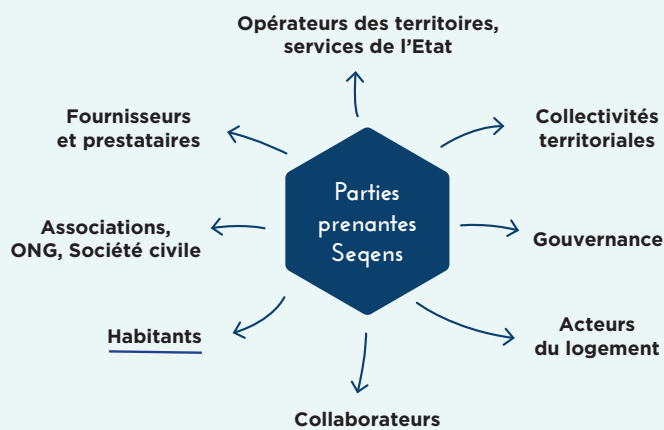 Opérateurs des territoires,
services de l’Etat
Fournisseurs
et prestataires
Collectivités
territoriales
Parties
prenantes
Seqens
Associations,
ONG, Société civile
Gouvernance
Habitants
Acteurs
du logement
Collaborateurs